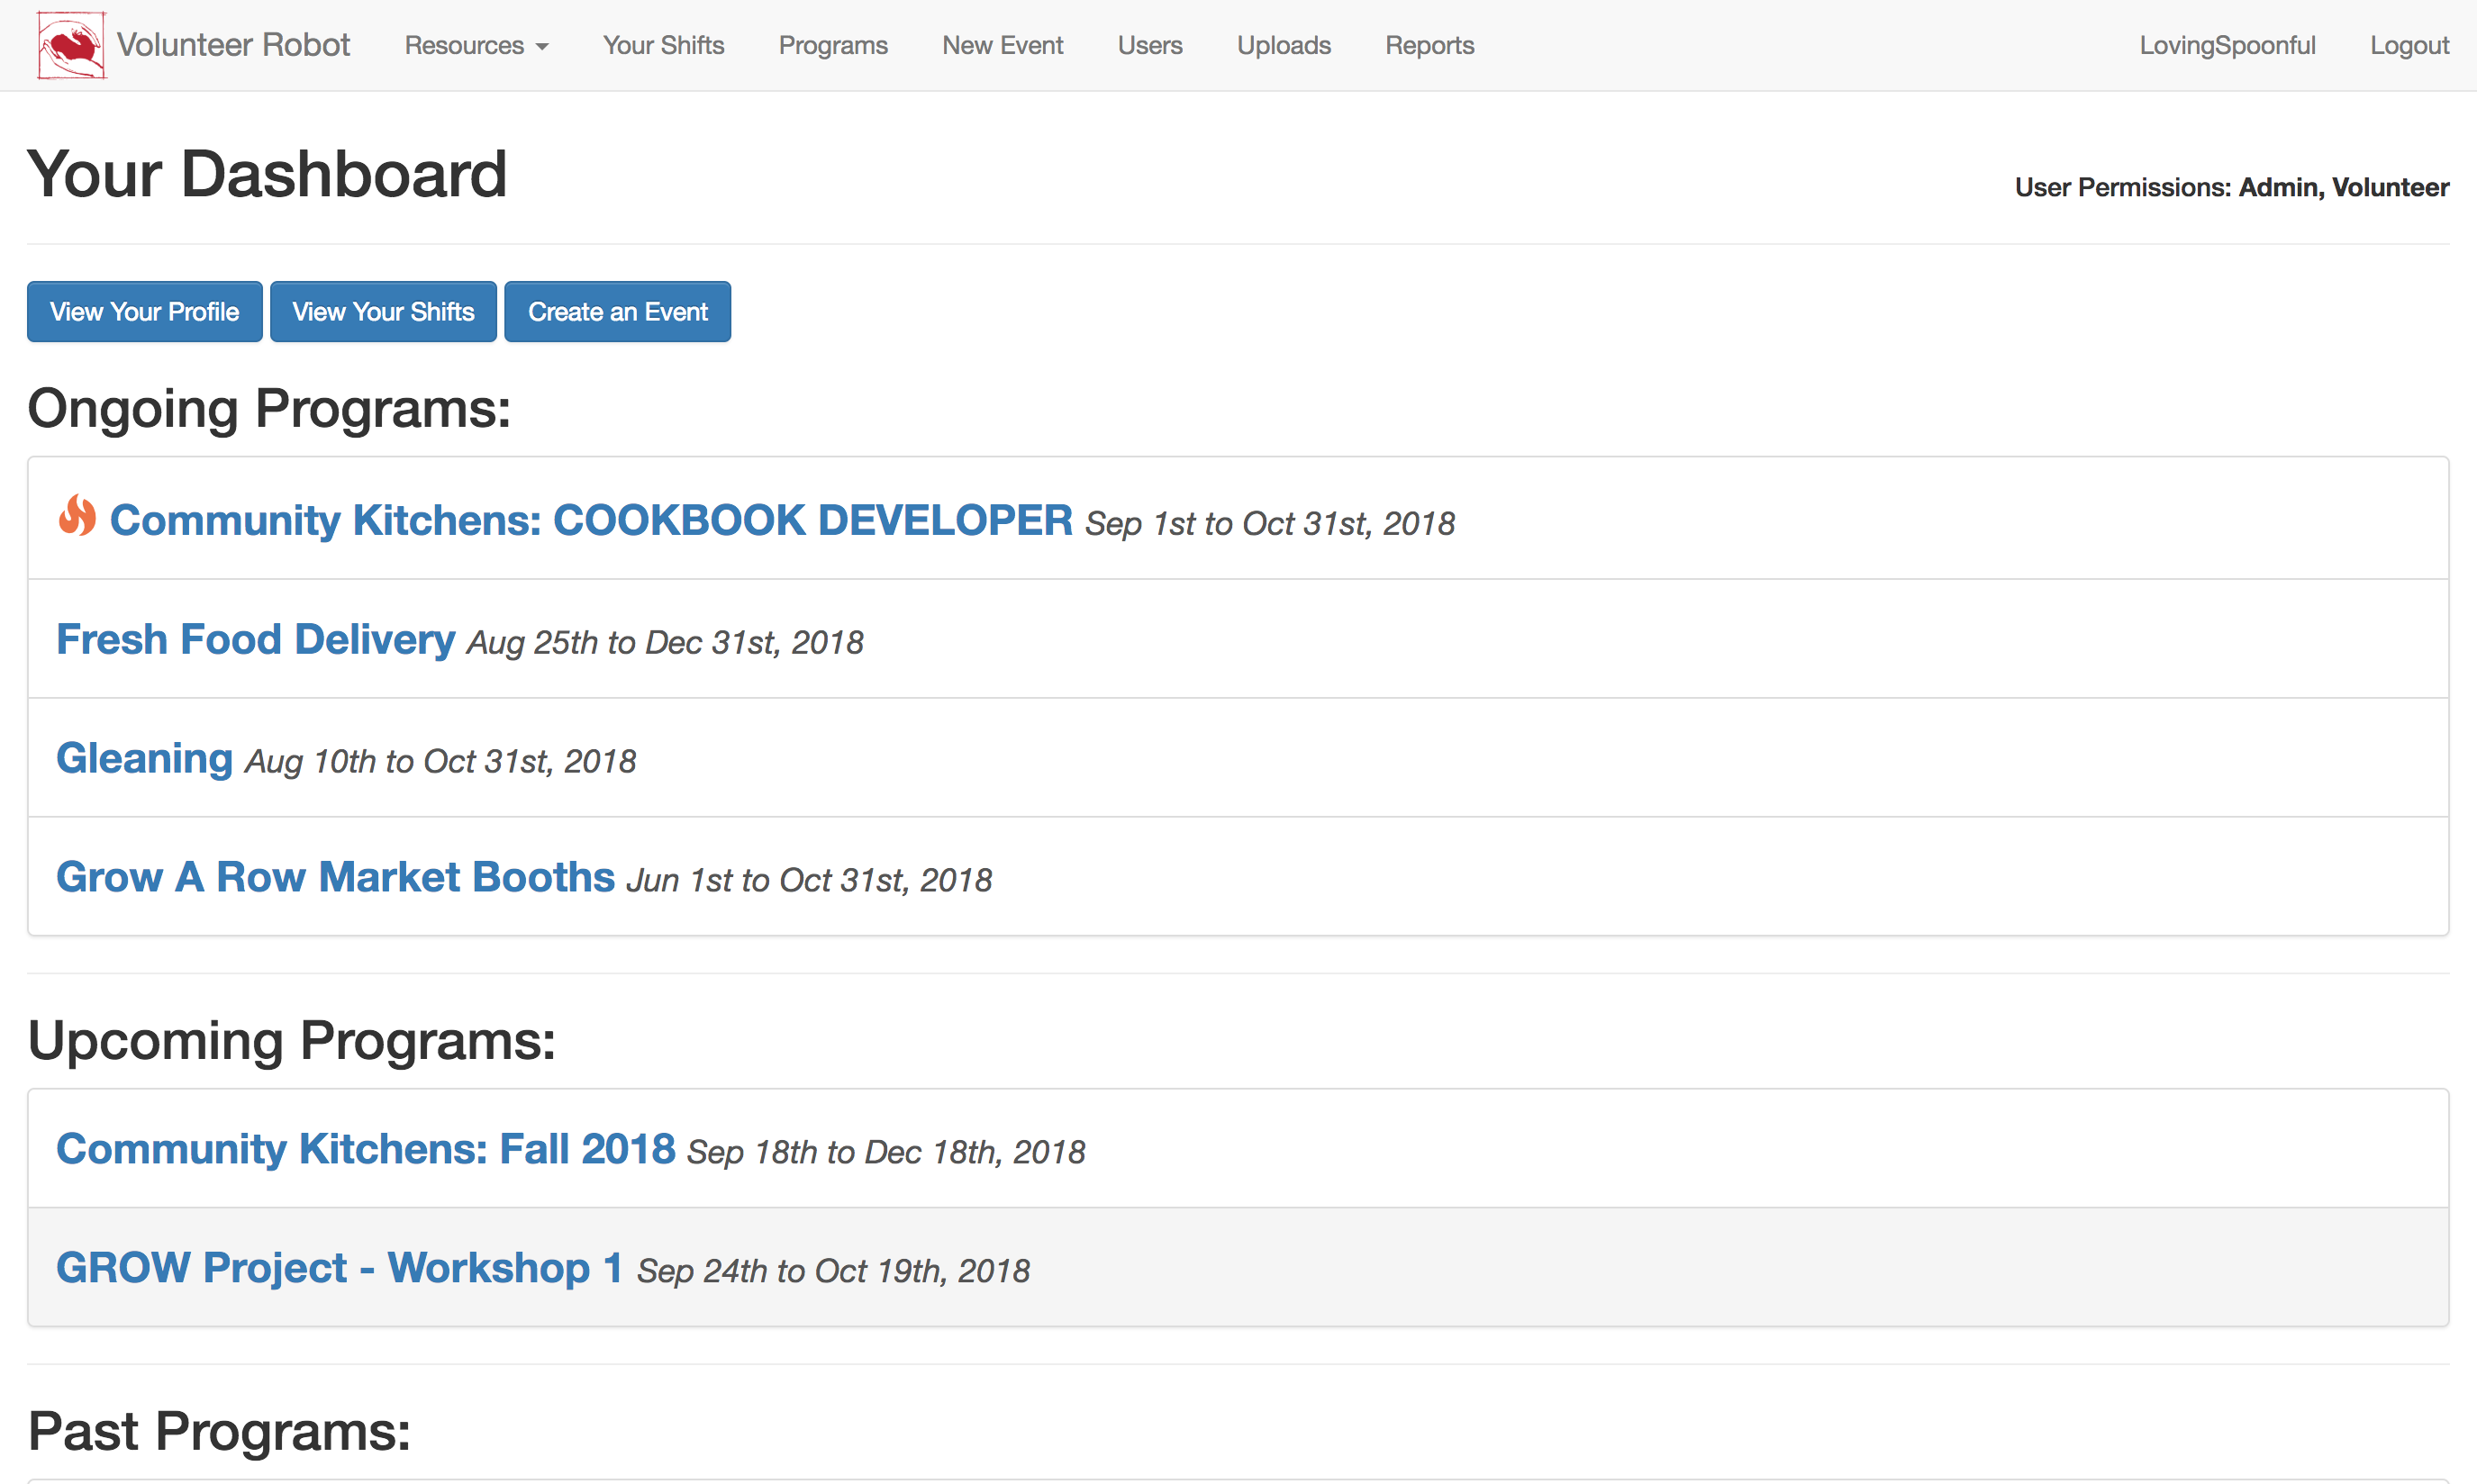 Volunteer Robot Resources Your Shifts Programs New Event Users Uploads Reports LovingSpoonful Logout
Your Dashboard
User Permissions: Admin, Volunteer
View Your Profile View Your Shifts Create an Event
Ongoing Programs:
Community Kitchens: COOKBOOK DEVELOPER Sep 1st to Oct 31st, 2018
Fresh Food Delivery Aug 25th to Dec 31st, 2018
Gleaning Aug 10th to Oct 31st, 2018
Grow A Row Market Booths Jun 1st to Oct 31st, 2018
Upcoming Programs:
Community Kitchens: Fall 2018 Sep 18th to Dec 18th, 2018
GROW Project - Workshop 1 Sep 24th to Oct 19th, 2018
Past Programs: